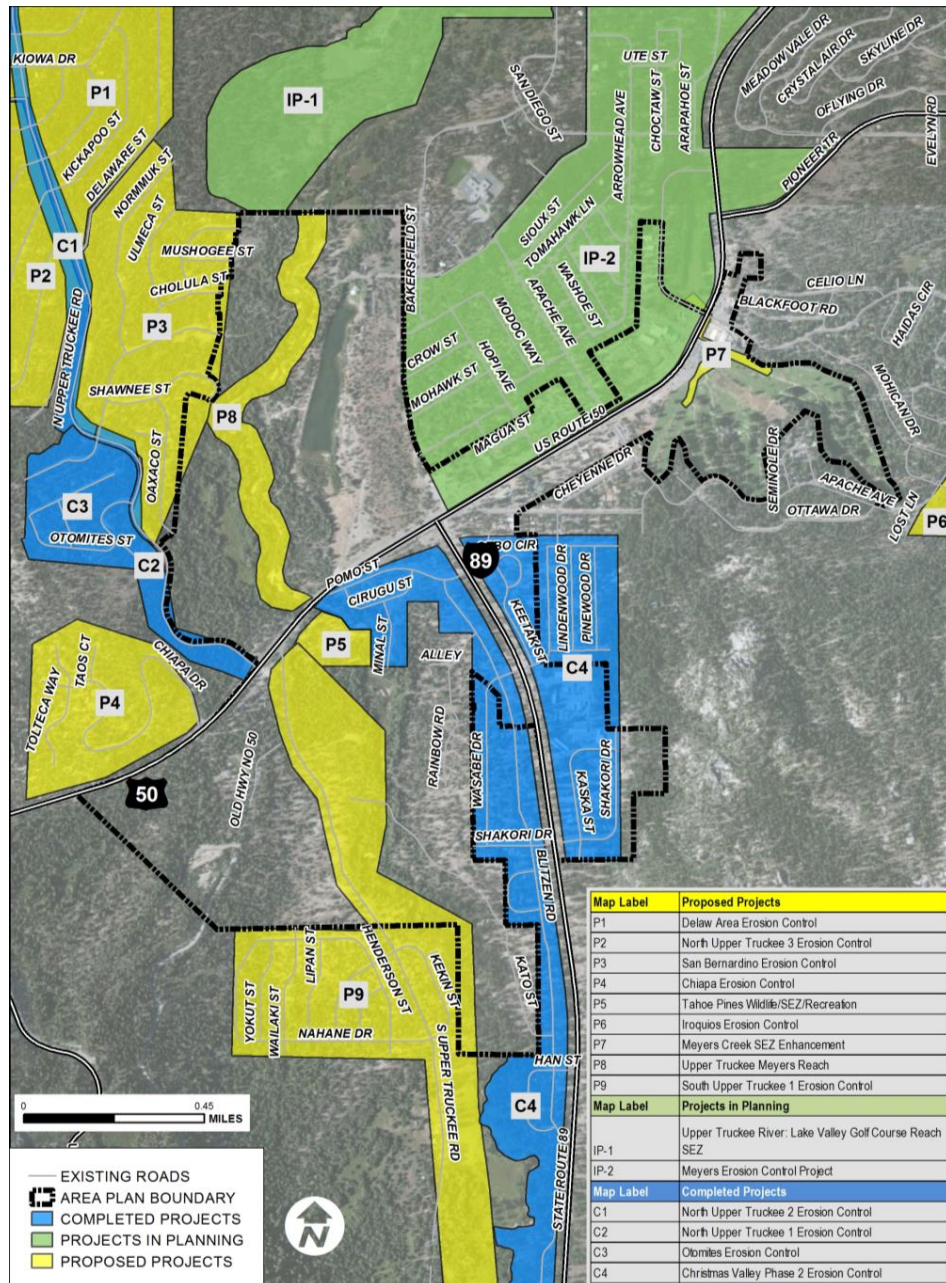 KIOWA DR
P1
KICKAPOO ST
DELAWARE ST
NORMMUK ST
ULMECA ST
C1
P2
MUSHOGEE ST
CHOLULA ST
P3
N UPPER TRUCKEE RD
SHAWNEE ST
OAXACO ST
C3
OTOMITES ST
C2
P8
IP-1
SAN DIEGO ST
BAKERSFIELD ST
UTE ST
ARROWHEAD AVE
CHOCTAW ST
ARAPAHOE ST
MEADOW VALE DR
CRYSTAL AIR DR
SKYLINE DR
OFLYING DR
PIONEER TR
EVELYN RD
SIOUX ST
TOMAHAWK LN
IP-2
WASHOE ST
APACHE AVE
MODOC WAY
HOPI AVE
CROW ST
MOHAWK ST
MAGUA ST
US ROUTE 50
CELIO LN
BLACKFOOT RD
HAIDAS CIR
P7
MOHICAN DR
CHEYENNE DR
SEMINOLE DR
APACHE AVE
OTTAWA DR
LOST LN
P6
POMO ST
CIRUGU ST
89
BO CIR
LINDENWOOD DR
PINEWOOD DR
KEETAK ST
C4
P5
MINAL ST
ALLEY
CHIAPA DR
TAOS CT
TOLTECA WAY
P4
50
OLD HWY NO 50
RAINBOW RD
WASABE DR
KASKA ST
SHAKORI DR
SHAKORI DR
BLITZEN RD
YOKUT ST
WAILAKI ST
LIPAN ST
P9
HENDERSON ST
KEKIN ST
KATO ST
NAHANE DR
S UPPER TRUCKEE RD
HAN ST
C4
STATE ROUTE 89
0 0.45
MILES
EXISTING ROADS
AREA PLAN BOUNDARY
COMPLETED PROJECTS
PROJECTS IN PLANNING
PROPOSED PROJECTS
N
Map Label Proposed Projects
P1 Delaw Area Erosion Control
P2 North Upper Truckee 3 Erosion Control
P3 San Bernardino Erosion Control
P4 Chiapa Erosion Control
P5 Tahoe Pines Wildlife/SEZ/Recreation
P6 Iroquios Erosion Control
P7 Meyers Creek SEZ Enhancement
P8 Upper Truckee Meyers Reach
P9 South Upper Truckee 1 Erosion Control
Map Label Projects in Planning
IP-1 Upper Truckee River: Lake Valley Golf Course Reach
SEZ
IP-2 Meyers Erosion Control Project
Map Label Completed Projects
C1 North Upper Truckee 2 Erosion Control
C2 North Upper Truckee 1 Erosion Control
C3 Otomites Erosion Control
C4 Christmas Valley Phase 2 Erosion Control